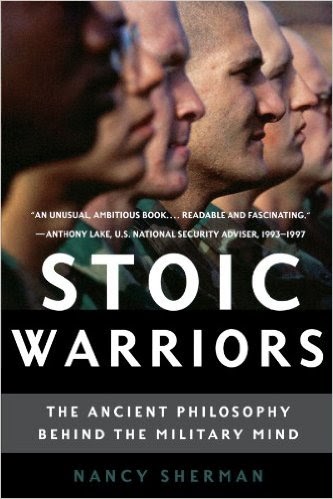 "AN UNUSUAL, AMBITIOUS BOOK.... READABLE AND FASCINATING."
—ANTHONY LAKE, U.S. NATIONAL SECURITY ADVISER, 1993–1997
STOIC
WARRIORS
THE ANCIENT PHILOSOPHY
BEHIND THE MILITARY MIND
NANCY SHERMAN